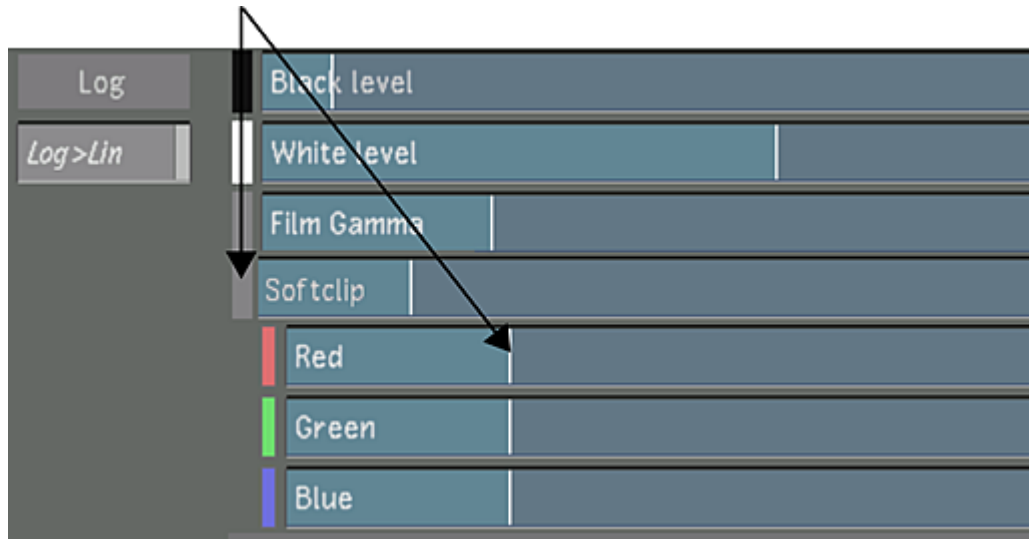 Log
Black level
Log>Lin
White level
Film Gamma
Softclip
Red
Green
Blue